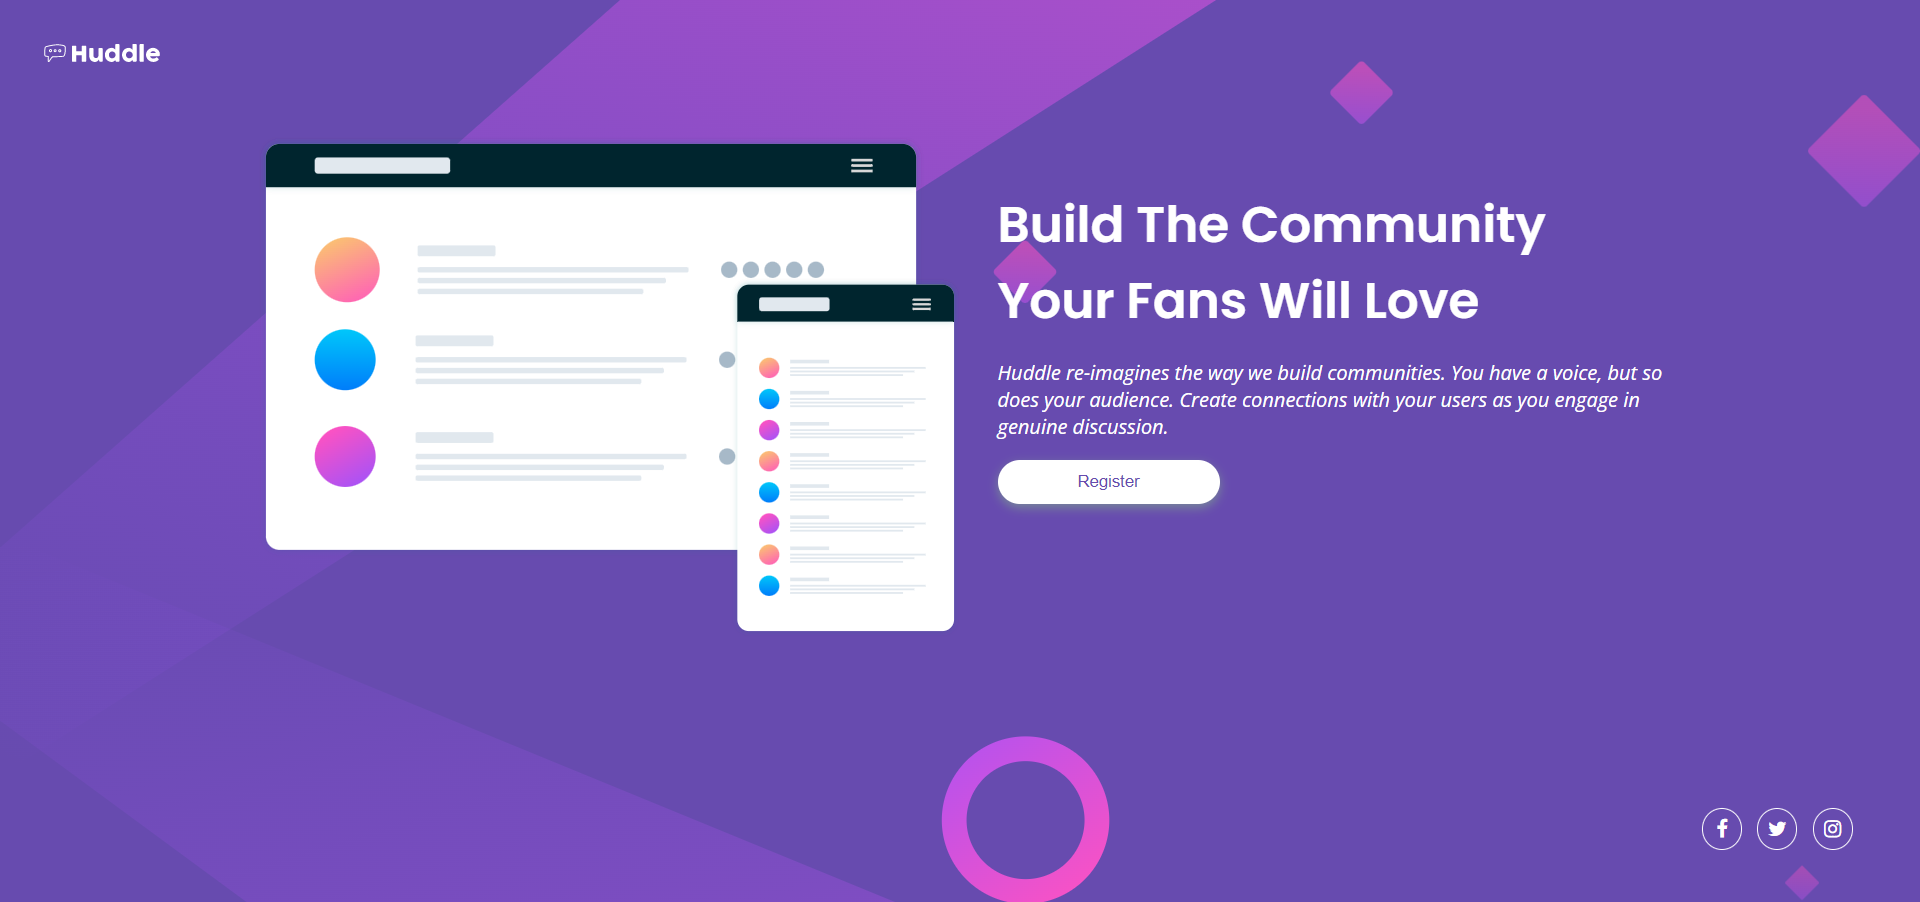 Huddle
Build The Community
Your Fans Will Love
Huddle re-imagines the way we build communities. You have a voice, but so
does your audience. Create connections with your users as you engage in
genuine discussion.
Register